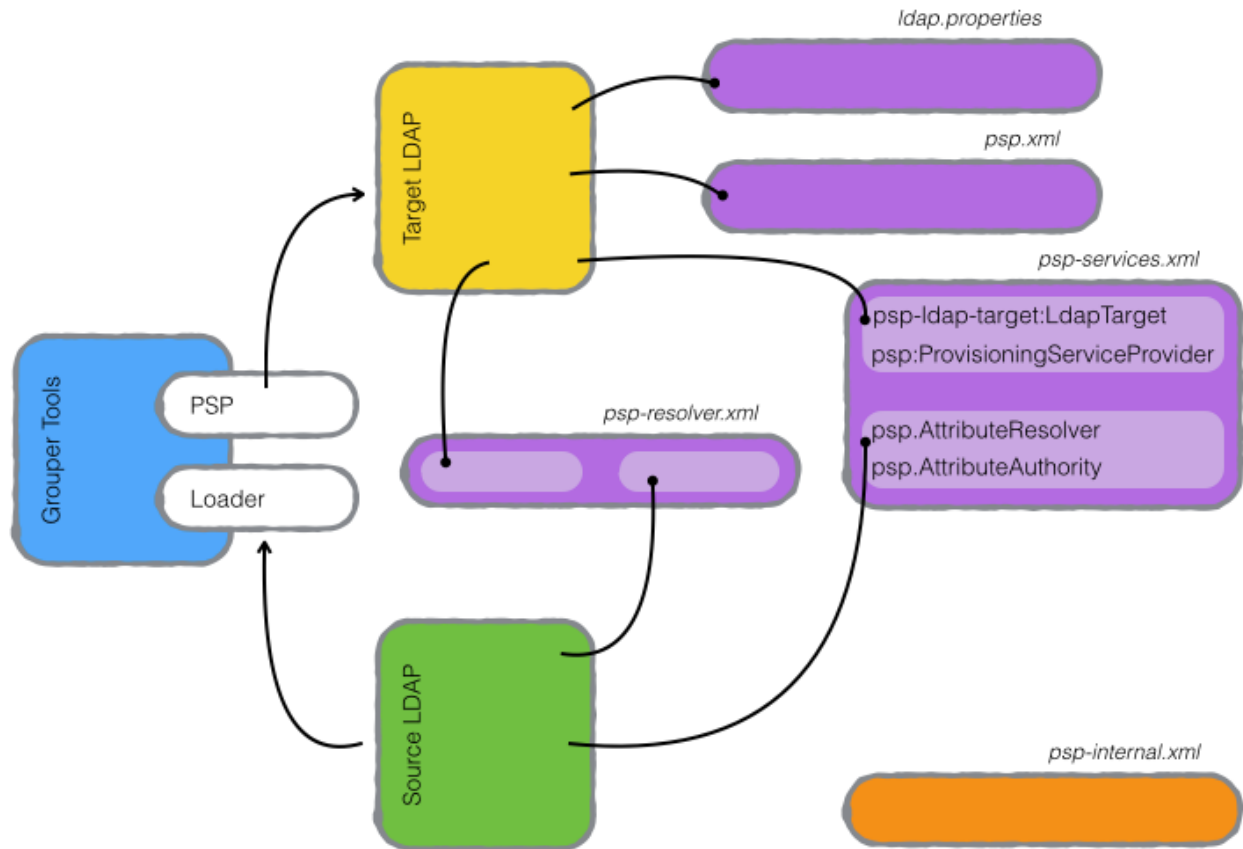 ldap.properties
psp.xml
Target LDAP
psp-services.xml
psp-ldap-target:LdapTarget
psp:ProvisioningServiceProvider
Grouper Tools
PSP
psp-resolver.xml
psp.AttributeResolver
psp.AttributeAuthority
Loader
Source LDAP
psp-internal.xml